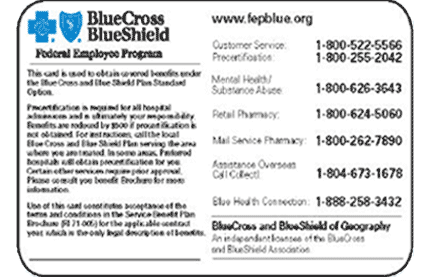 BlueCross
BlueShield
Federal Employee Program
This card is used to obtain covered benefits under
the Blue Cross and Blue Shield Plan Standard
Option.
Precertification is required for all hospital
admissions and is ultimately your responsibility.
Benefits are reduced by $500 if precertification is
not obtained. For instructions, call the local
Blue Cross and Blue Shield Plan serving the area
where you are treated. In some areas, Preferred
hospitals will obtain precertification for you.
Certain other services require prior approval.
Please consult you benefit Brochure for more
information.
Use of this card constitutes acceptance of the
terms and conditions in the Service Benefit Plan
Brochure (RI 71-005) for the applicable contract
year, which is the only legal description of benefits.
www.fepblue.org
Customer Service: 1-800-522-5566
Precertification: 1-800-255-2042
Mental Health/
Substance Abuse: 1-800-626-3643
Retail Pharmacy: 1-800-624-5060
Mail Service Pharmacy: 1-800-262-7890
Assistance Overseas
Call Collect! 1-804-673-1678
Blue Health Connection: 1-888-258-3432
BlueCross and BlueShield of Geography
An independent licensee of the BlueCross
and BlueShield Association.